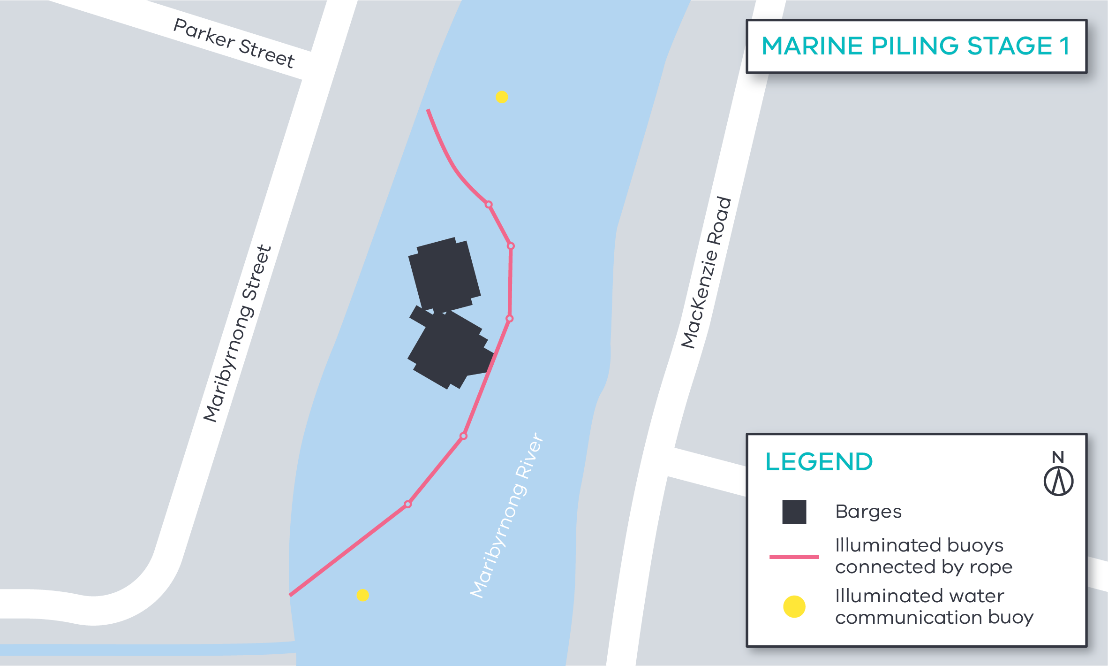 Parker Street
MARINE PILING STAGE 1
Maribyrnong Street
MacKenzie Road
Maribyrnong River
LEGEND
N
Barges
Illuminated buoys
connected by rope
Illuminated water
communication buoy